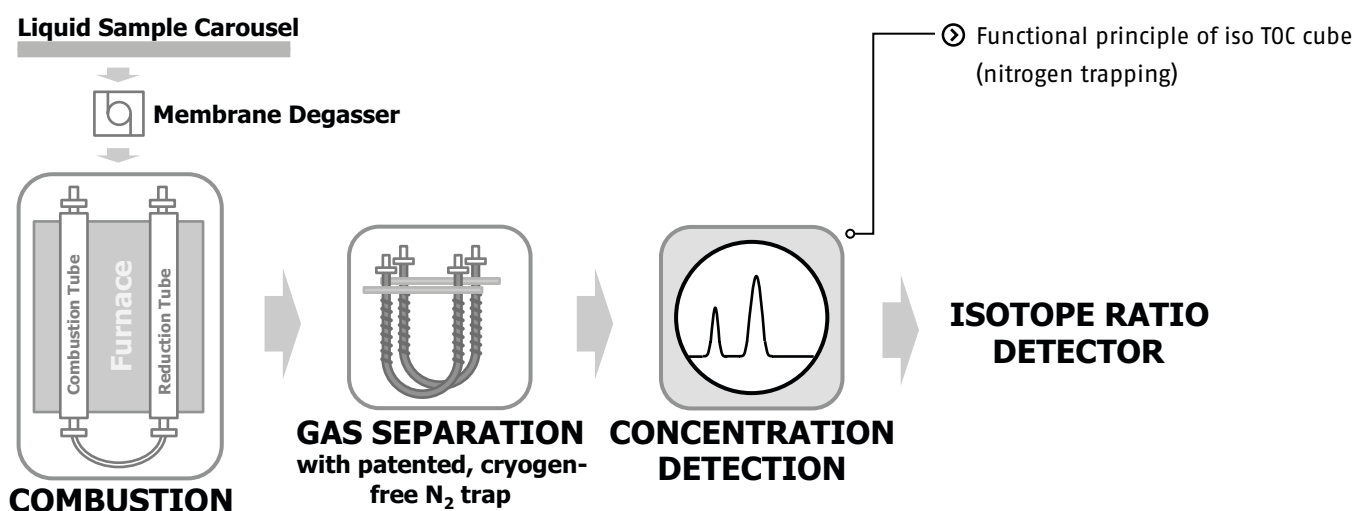 Liquid Sample Carousel
Membrane Degasser
Combustion Tube
Furnace
Reduction Tube
COMBUSTION
GAS SEPARATION
with patented, cryogen-
free N₂ trap
CONCENTRATION
DETECTION
Functional principle of iso TOC cube
(nitrogen trapping)
ISOTOPE RATIO
DETECTOR